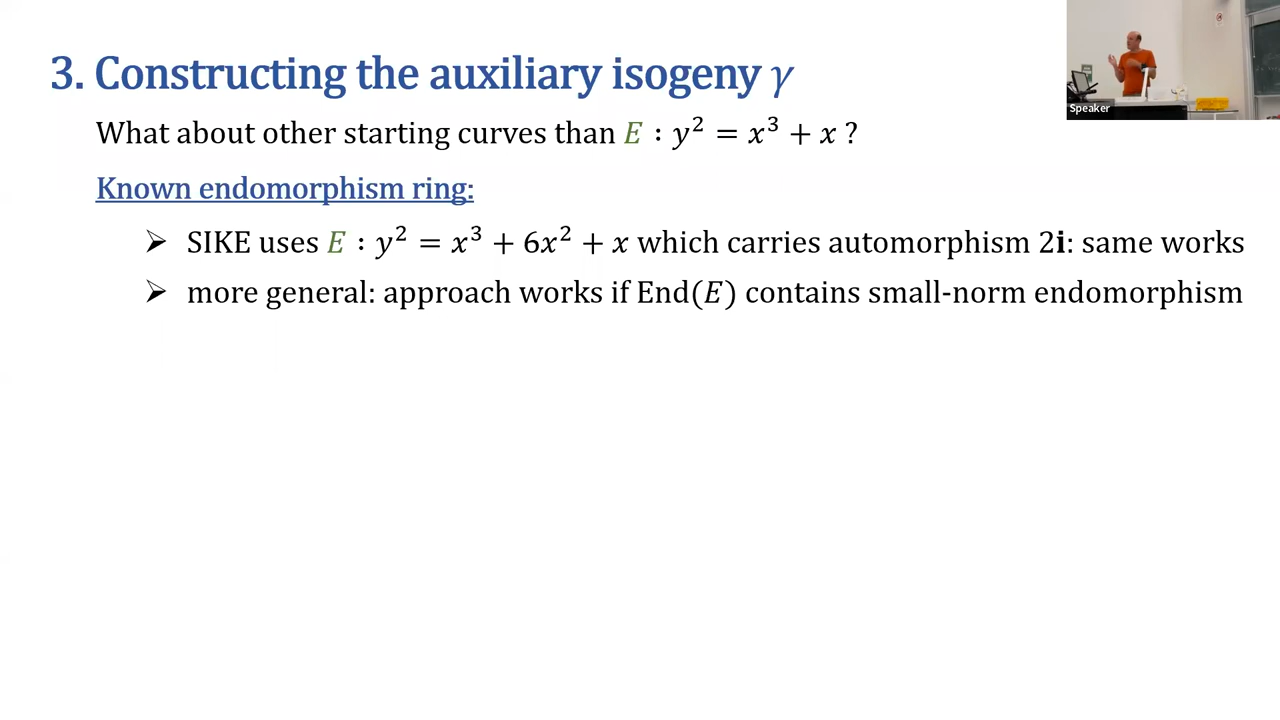 3. Constructing the auxiliary isogeny γ
Speaker
What about other starting curves than E : y² = x³ + x ?
Known endomorphism ring:
➢ SIKE uses E : y² = x³ + 6x² + x which carries automorphism 2i: same works
➢ more general: approach works if End(E) contains small-norm endomorphism